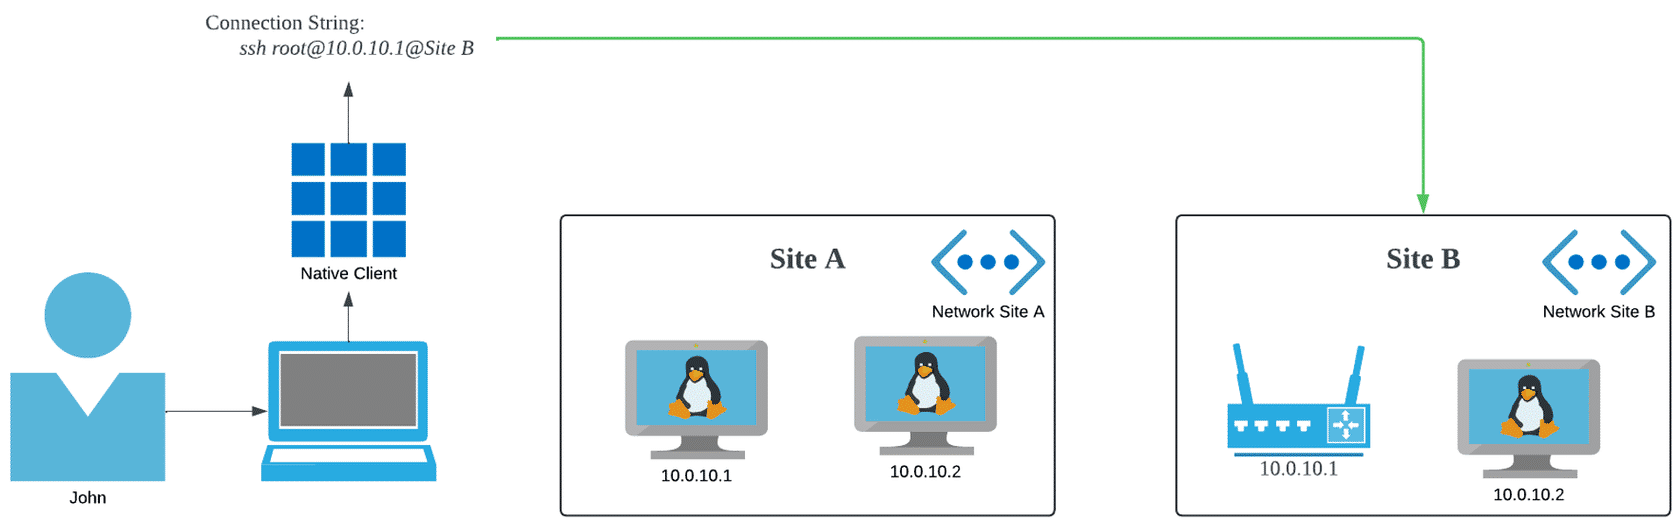 Connection String:
ssh root@10.0.10.1@Site B
Native Client
John
Site A
Network Site A
10.0.10.1
10.0.10.2
Site B
Network Site B
10.0.10.1
10.0.10.2